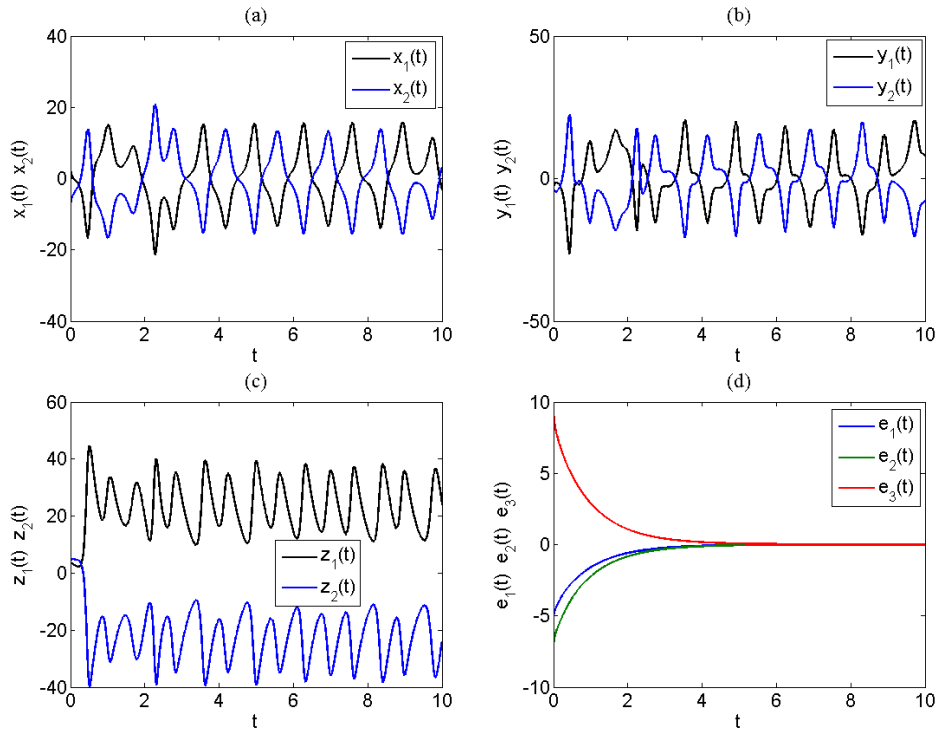 (a)
40
20
0
-20
-40
0 2 4 6 8 10
t
x1(t) x2(t)
x1(t)
x2(t)
(b)
50
0
-50
0 2 4 6 8 10
t
y1(t) y2(t)
y1(t)
y2(t)
(c)
60
40
20
0
-20
-40
0 2 4 6 8 10
t
z1(t) z2(t)
z1(t)
z2(t)
(d)
10
5
0
-5
-10
0 2 4 6 8 10
t
e1(t) e2(t) e3(t)
e1(t)
e2(t)
e3(t)